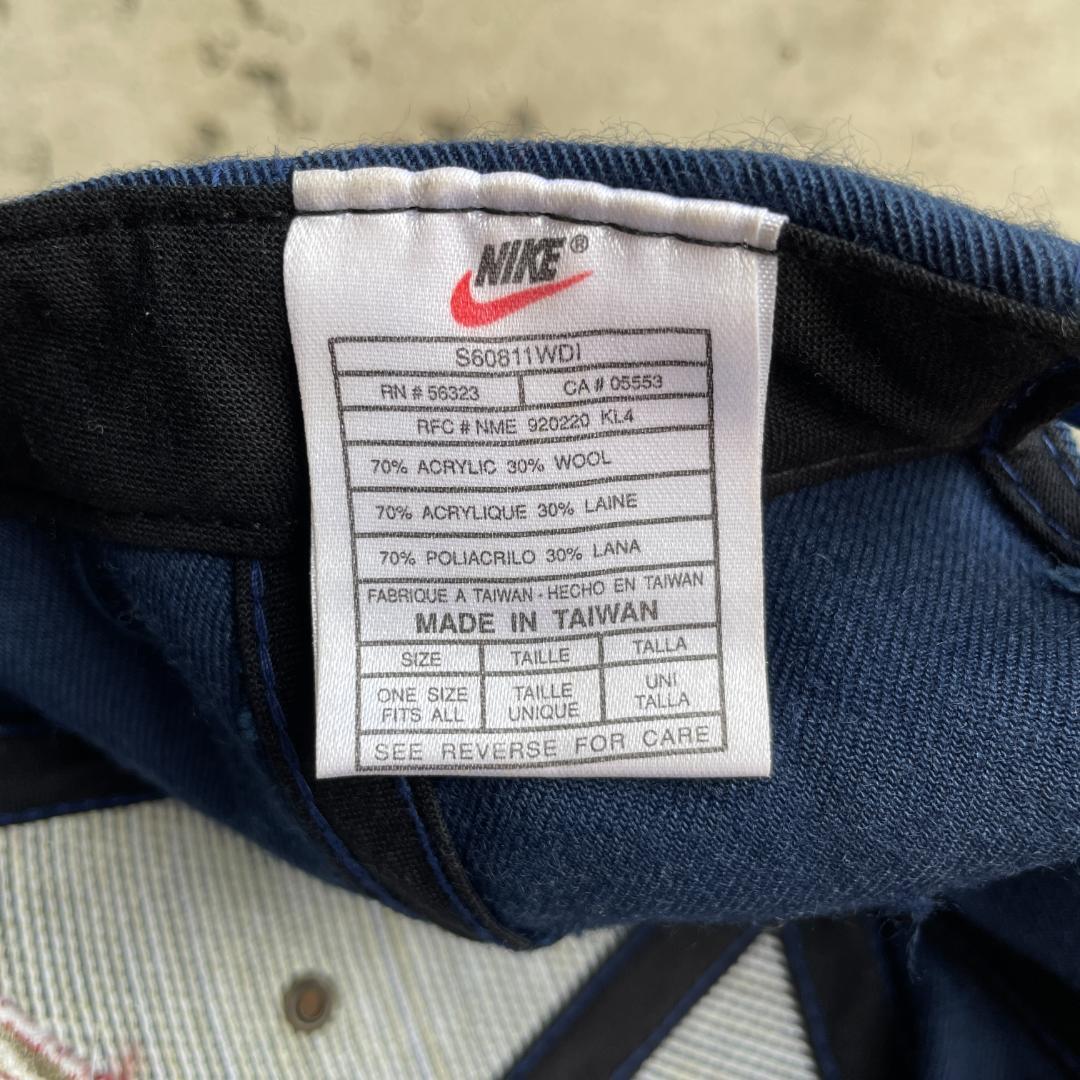 NIKE®
S60811WDI
RN # 56323 CA # 05553
RFC # NME 920220 KL4
70% ACRYLIC 30% WOOL
70% ACRYLIQUE 30% LAINE
70% POLIACRILO 30% LANA
FABRIQUE A TAIWAN - HECHO EN TAIWAN
MADE IN TAIWAN
SIZE TAILLE TALLA
ONE SIZE FITS ALL TAILLE UNIQUE UNI TALLA
SEE REVERSE FOR CARE